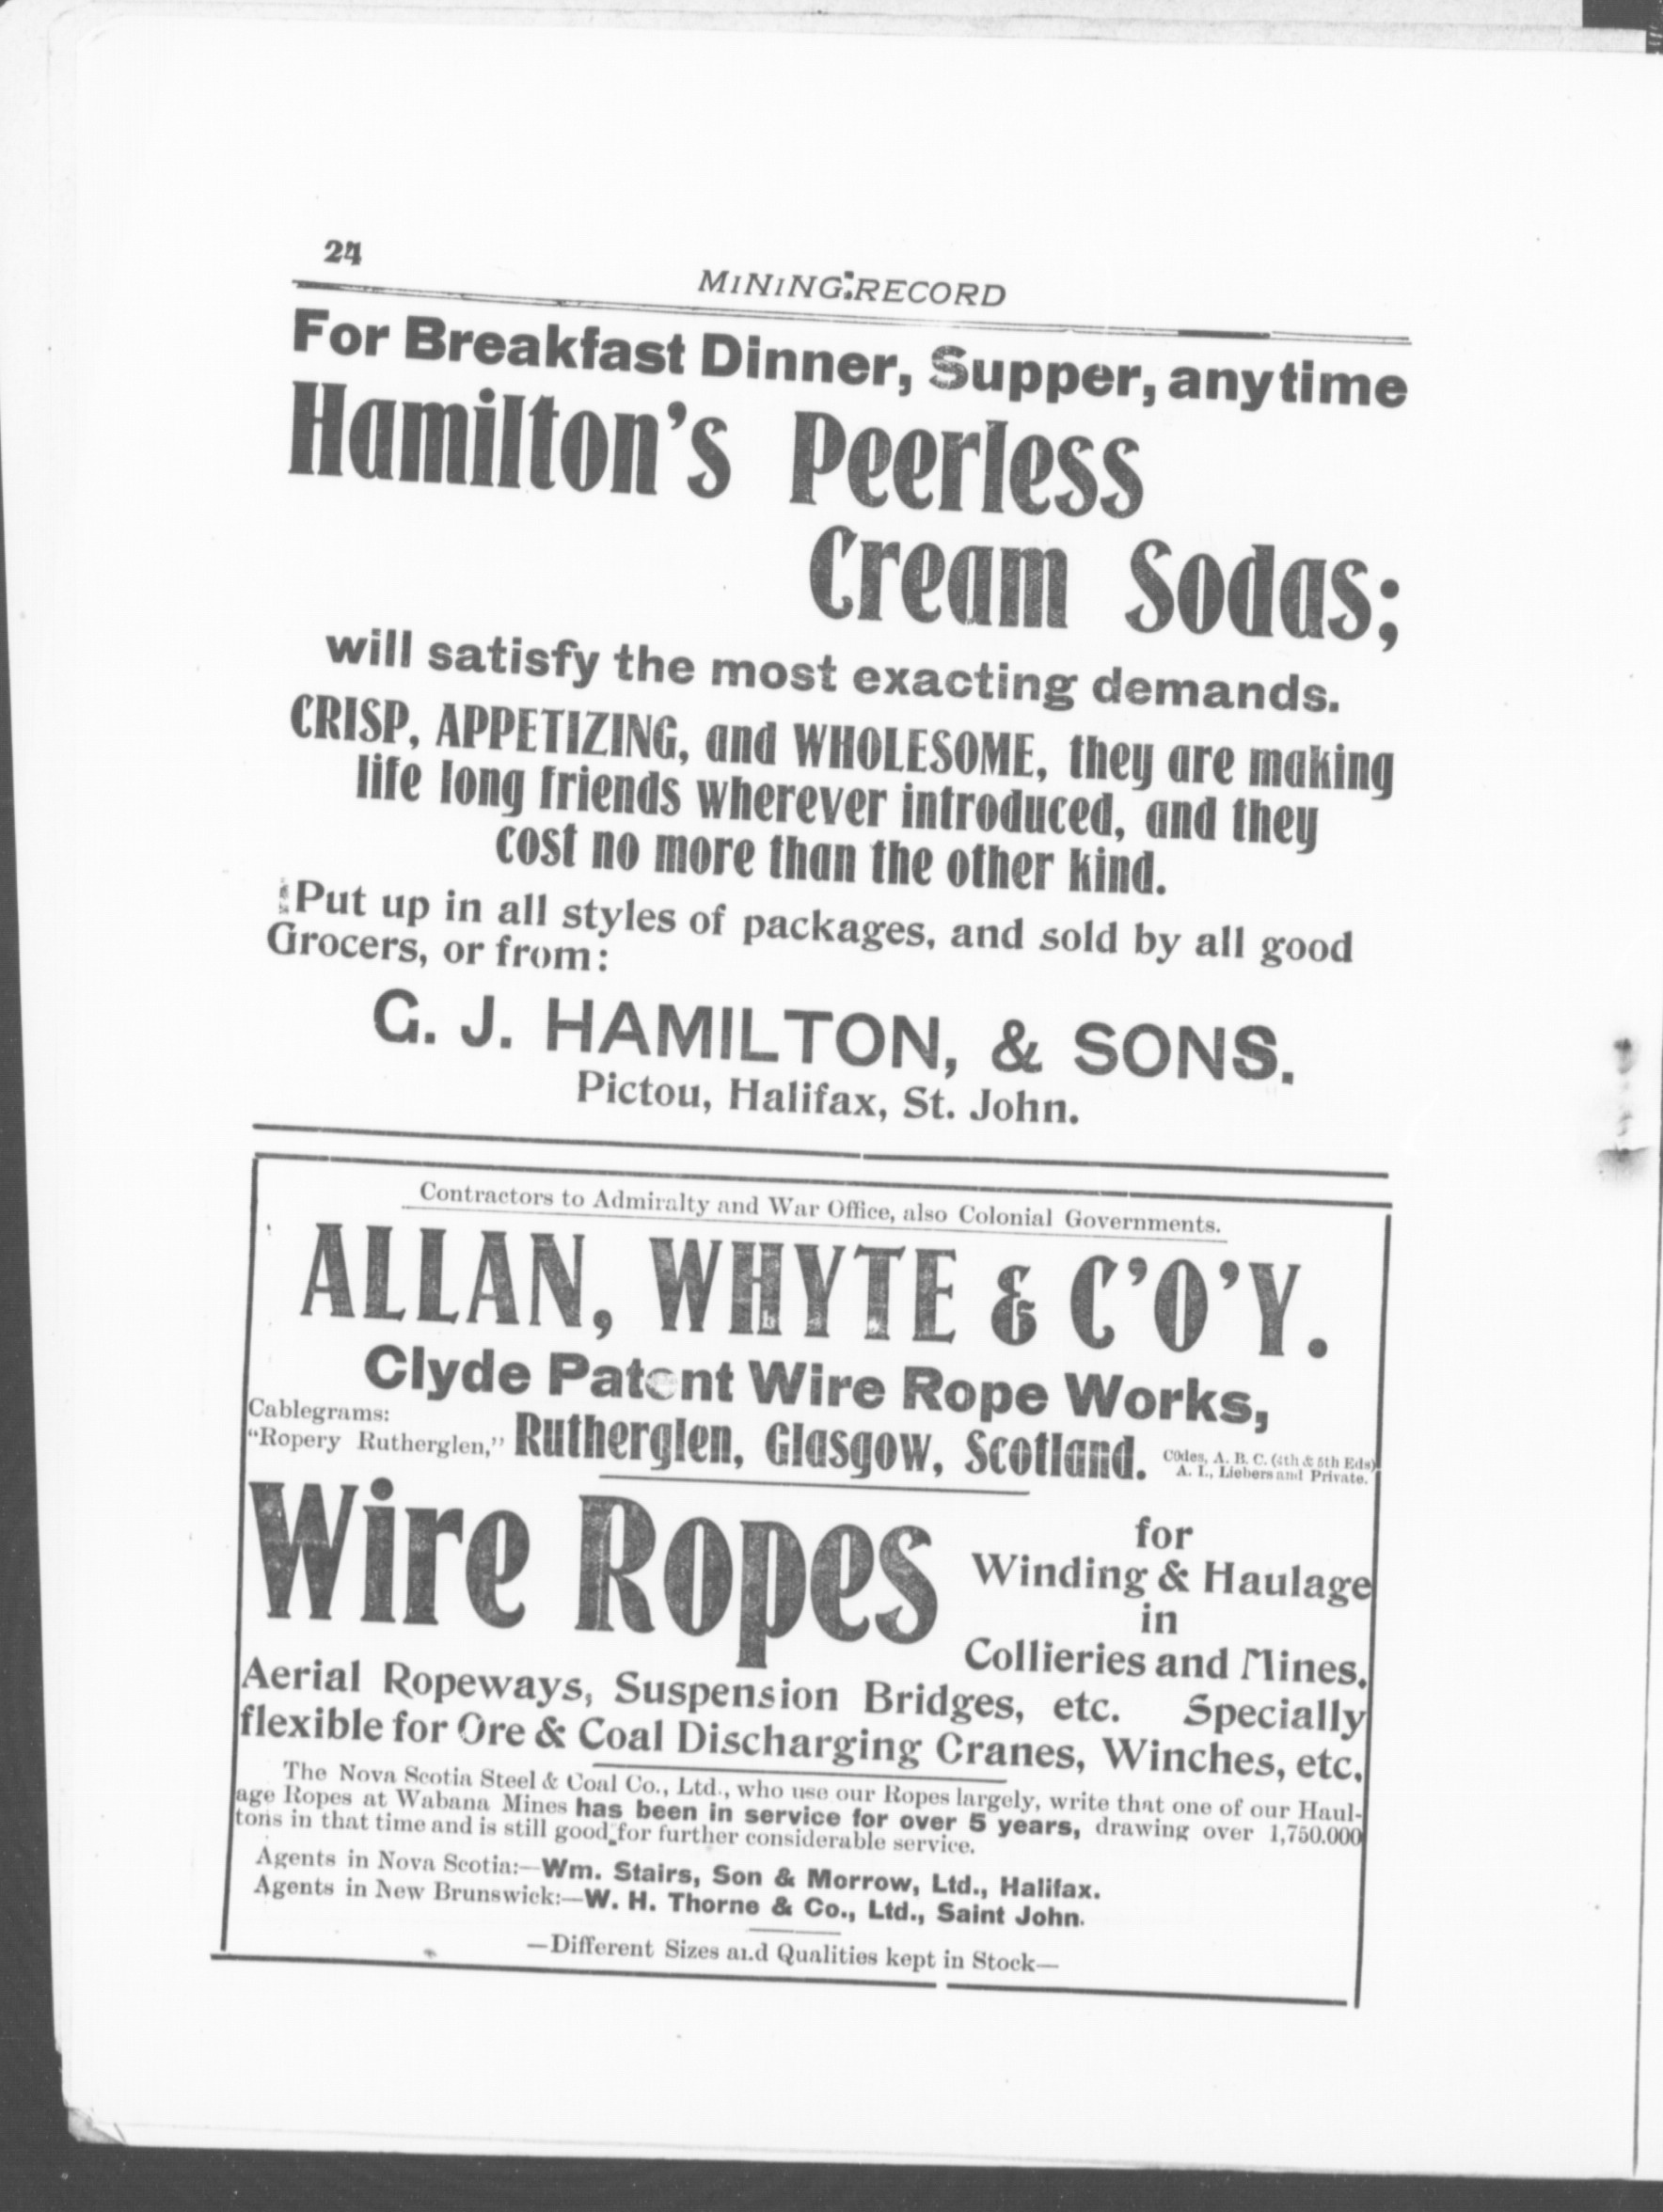 24
MINING RECORD
For Breakfast Dinner, Supper, anytime
Hamilton's Peerless
Cream Sodas;
will satisfy the most exacting demands.
CRISP, APPETIZING, and WHOLESOME, they are making
life long friends wherever introduced, and they
cost no more than the other kind.
Put up in all styles of packages, and sold by all good
Grocers, or from:
G. J. HAMILTON, & SONS.
Pictou, Halifax, St. John.
Contractors to Admiralty and War Office, also Colonial Governments.
ALLAN, WHYTE & C'O'Y.
Clyde Patent Wire Rope Works,
Cablegrams:
"Ropery Rutherglen," Rutherglen, Glasgow, Scotland.
Codes, A. B. C. (4th & 5th Eds)
A. I., Liebers and Private.
Wire Ropes
for
Winding & Haulage
in
Collieries and Mines.
Aerial Ropeways, Suspension Bridges, etc. Specially
flexible for Ore & Coal Discharging Cranes, Winches, etc.
The Nova Scotia Steel & Coal Co., Ltd., who use our Ropes largely, write that one of our Haul-
age Ropes at Wabana Mines has been in service for over 5 years, drawing over 1,750.000
tons in that time and is still good for further considerable service.
Agents in Nova Scotia:—Wm. Stairs, Son & Morrow, Ltd., Halifax.
Agents in New Brunswick:—W. H. Thorne & Co., Ltd., Saint John.
—Different Sizes and Qualities kept in Stock—